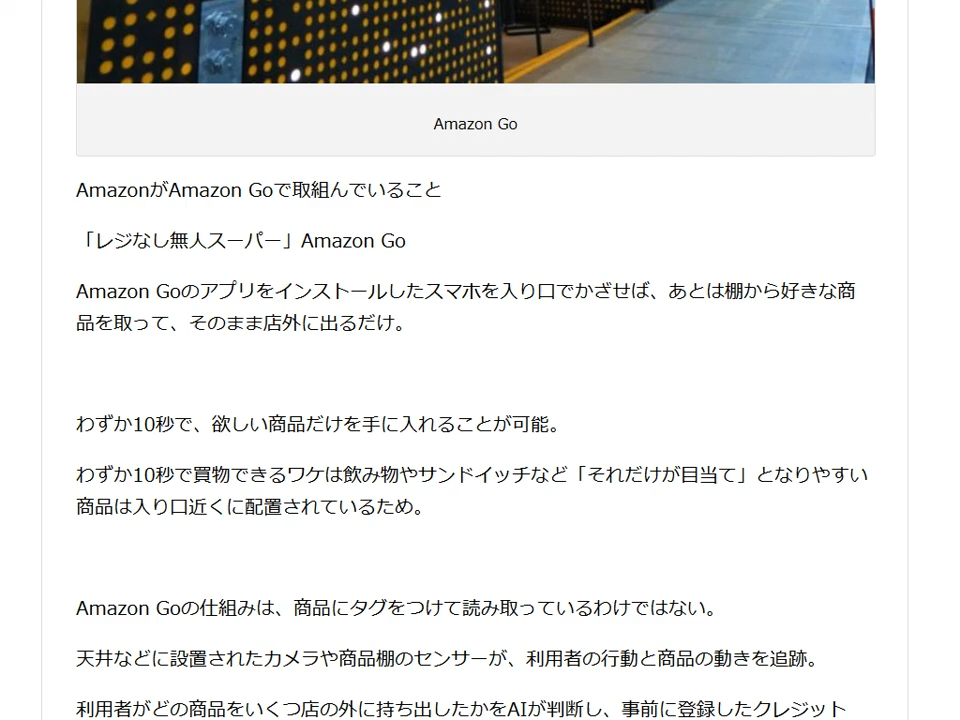 Amazon Go
AmazonがAmazon Goで取組んでいること
「レジなし無人スーパー」Amazon Go
Amazon Goのアプリをインストールしたスマホを入り口でかざせば、あとは棚から好きな商
品を取って、そのまま店外に出るだけ。
わずか10秒で、欲しい商品だけを手に入れることが可能。
わずか10秒で買物できるワケは飲み物やサンドイッチなど「それだけが目当て」となりやすい
商品は入り口近くに配置されているため。
Amazon Goの仕組みは、商品にタグをつけて読み取っているわけではない。
天井などに設置されたカメラや商品棚のセンサーが、利用者の行動と商品の動きを追跡。
利用者がどの商品をいくつ店の外に持ち出したかをAIが判断し、事前に登録したクレジット